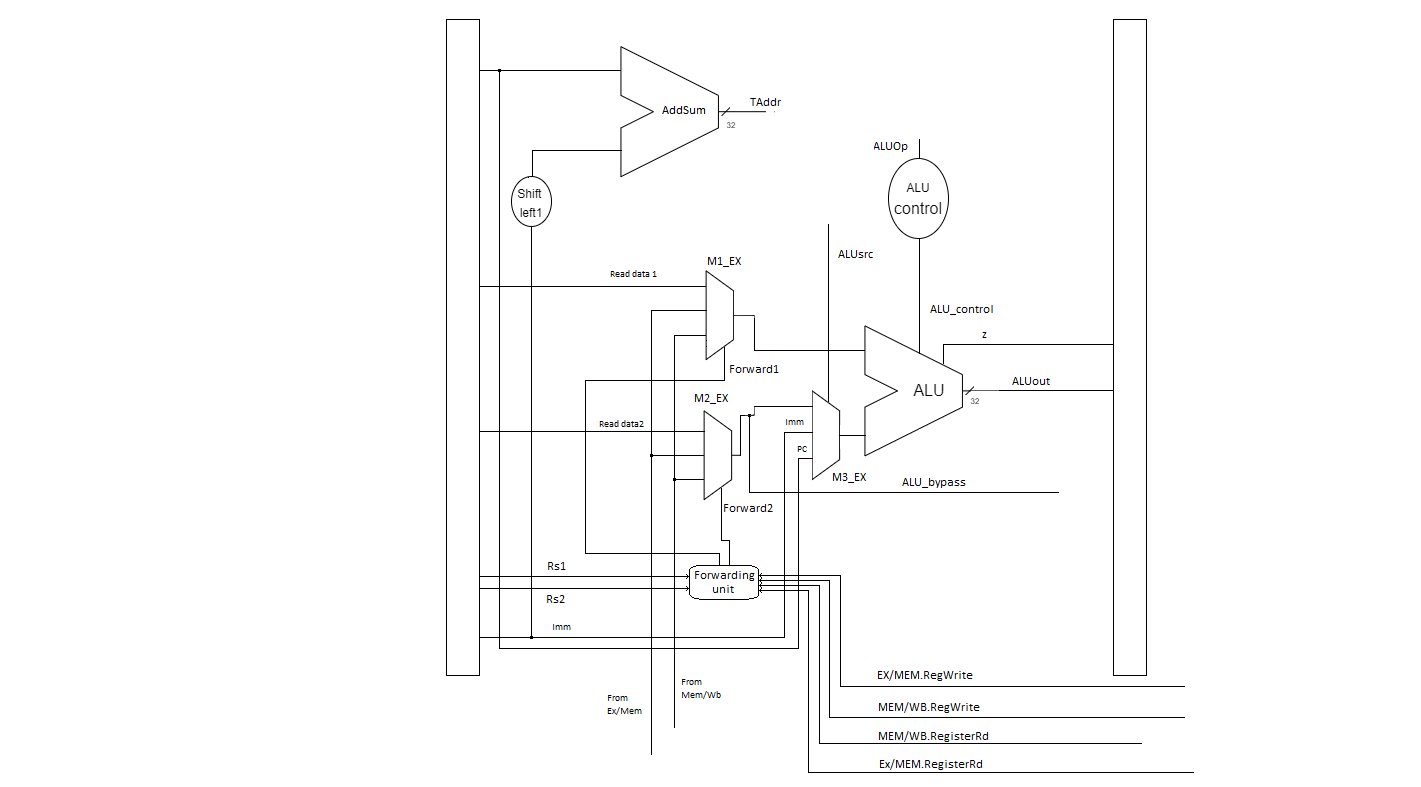 TAddr
AddSum
32
ALUOp
ALU
control
Shift
left1
ALUsrc
M1_EX
Read data 1
ALU_control
z
Forward1
ALUout
ALU
32
M2_EX
Read data2
Imm
PC
M3_EX
ALU_bypass
Forward2
Rs1
Forwarding
unit
Rs2
Imm
EX/MEM.RegWrite
From
Mem/Wb
From
Ex/Mem
MEM/WB.RegWrite
MEM/WB.RegisterRd
Ex/MEM.RegisterRd